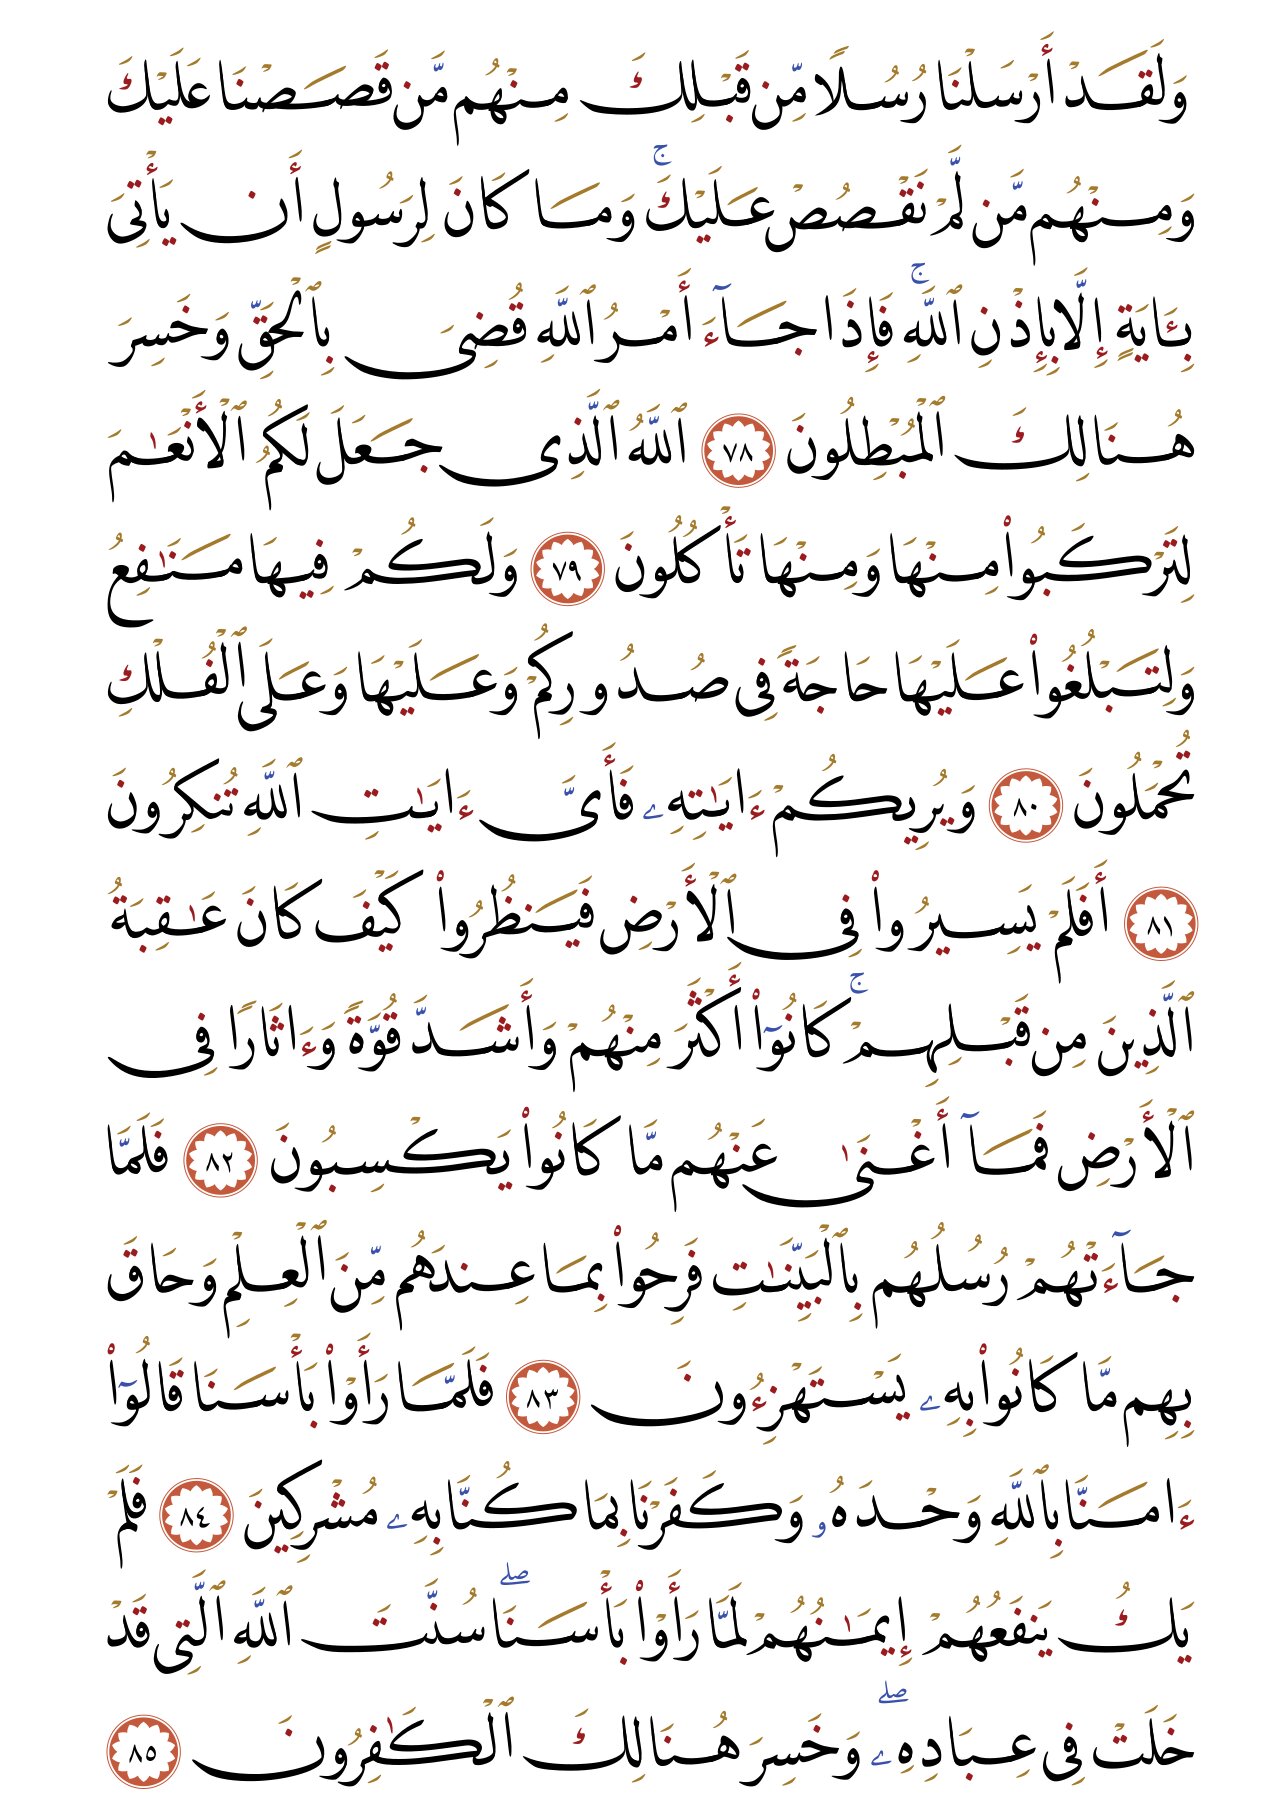 وَلَقَدْ أَرْسَلْنَا رُسُلًا مِّن قَبْلِكَ مِنْهُم مَّن قَصَصْنَا عَلَيْكَ
وَمِنْهُم مَّن لَّمْ نَقْصُصْ عَلَيْكَ ۚ وَمَا كَانَ لِرَسُولٍ أَن يَأْتِىَ
بِـَٔايَةٍ إِلَّا بِإِذْنِ ٱللَّهِ ۚ فَإِذَا جَآءَ أَمْرُ ٱللَّهِ قُضِىَ بِٱلْحَقِّ وَخَسِرَ
هُنَالِكَ ٱلْمُبْطِلُونَ ٧٨ ٱللَّهُ ٱلَّذِى جَعَلَ لَكُمُ ٱلْأَنْعَٰمَ
لِتَرْكَبُوا۟ مِنْهَا وَمِنْهَا تَأْكُلُونَ ٧٩ وَلَكُمْ فِيهَا مَنَٰفِعُ
وَلِتَبْلُغُوا۟ عَلَيْهَا حَاجَةً فِى صُدُورِكُمْ وَعَلَيْهَا وَعَلَى ٱلْفُلْكِ
تُحْمَلُونَ ٨٠ وَيُرِيكُمْ ءَايَٰتِهِۦ فَأَىَّ ءَايَٰتِ ٱللَّهِ تُنكِرُونَ
٨١ أَفَلَمْ يَسِيرُوا۟ فِى ٱلْأَرْضِ فَيَنظُرُوا۟ كَيْفَ كَانَ عَٰقِبَةُ
ٱلَّذِينَ مِن قَبْلِهِمْ ۚ كَانُوٓا۟ أَكْثَرَ مِنْهُمْ وَأَشَدَّ قُوَّةً وَءَاثَارًا فِى
ٱلْأَرْضِ فَمَآ أَغْنَىٰ عَنْهُم مَّا كَانُوا۟ يَكْسِبُونَ ٨٢ فَلَمَّا
جَآءَتْهُمْ رُسُلُهُم بِٱلْبَيِّنَٰتِ فَرِحُوا۟ بِمَا عِندَهُم مِّنَ ٱلْعِلْمِ وَحَاقَ
بِهِم مَّا كَانُوا۟ بِهِۦ يَسْتَهْزِءُونَ ٨٣ فَلَمَّا رَأَوْا۟ بَأْسَنَا قَالُوٓا۟
ءَامَنَّا بِٱللَّهِ وَحْدَهُۥ وَكَفَرْنَا بِمَا كُنَّا بِهِۦ مُشْرِكِينَ ٨٤ فَلَمْ
يَكُ يَنفَعُهُمْ إِيمَٰنُهُمْ لَمَّا رَأَوْا۟ بَأْسَنَا ۖ سُنَّتَ ٱللَّهِ ٱلَّتِى قَدْ
خَلَتْ فِى عِبَادِهِۦ ۖ وَخَسِرَ هُنَالِكَ ٱلْكَٰفِرُونَ ٨٥